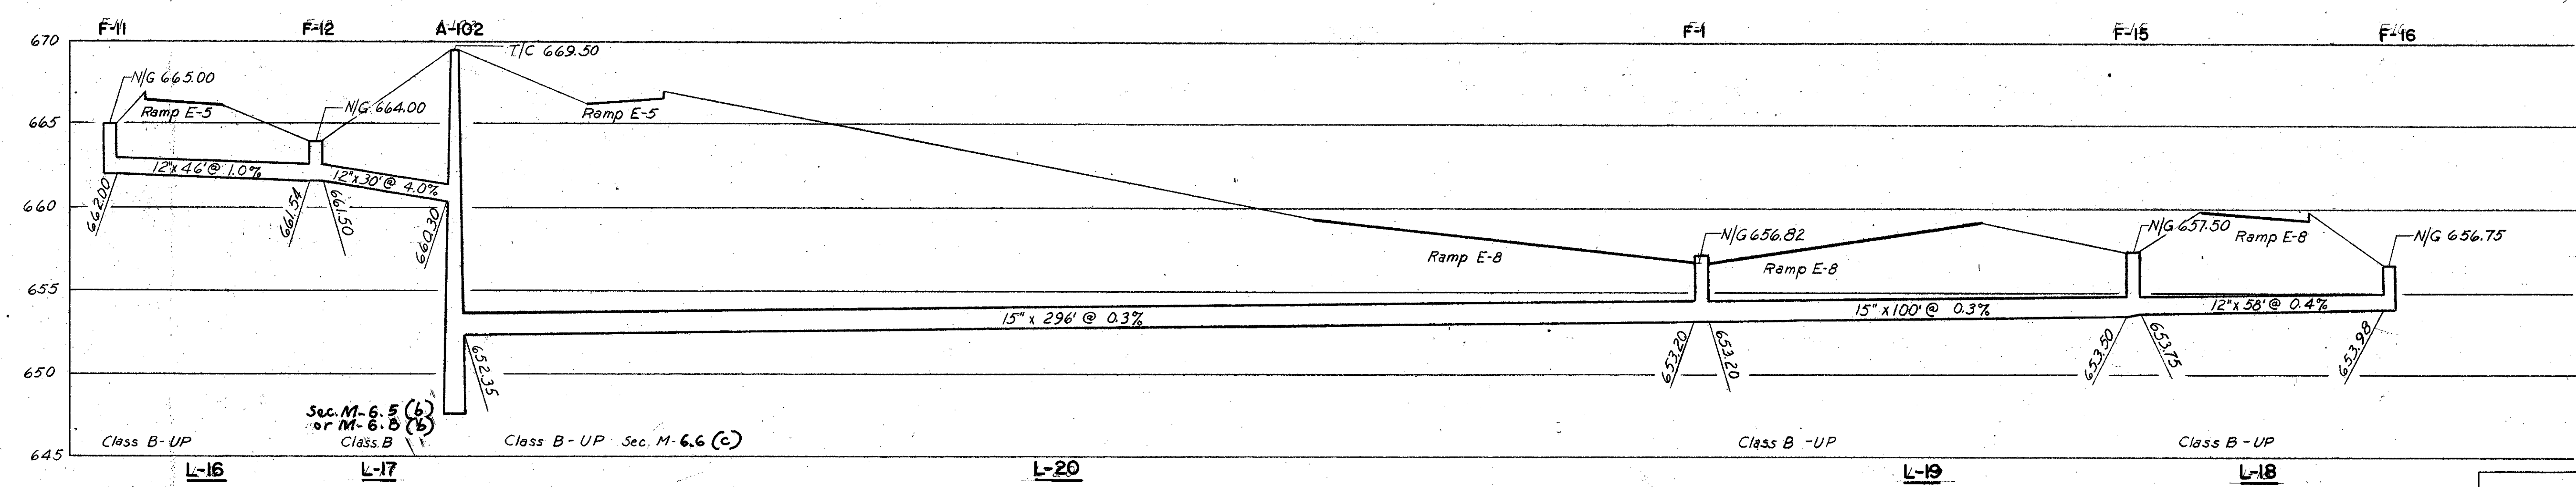 F-11 F-12 A-102 F-1 F-15 F-16
670
T/C 669.50
N/G 665.00
N/G 664.00
Ramp E-5
Ramp E-5
665
12"x 46' @ 1.0%
12"x 30' @ 4.0%
662.00
661.54
661.50
660.30
660
N/G 656.82
N/G 657.50
Ramp E-8
N/G 656.75
Ramp E-8
Ramp E-8
655
15" x 296' @ 0.3%
15" x 100' @ 0.3%
12" x 58' @ 0.4%
652.35
653.20
653.20
653.50
653.75
653.98
650
Sec. M-6.5 (b)
or M-6.8 (b)
Class B-UP
Class B
Class B-UP Sec. M-6.6 (c)
Class B-UP
Class B-UP
645
L-16 L-17 L-20 L-19 L-18